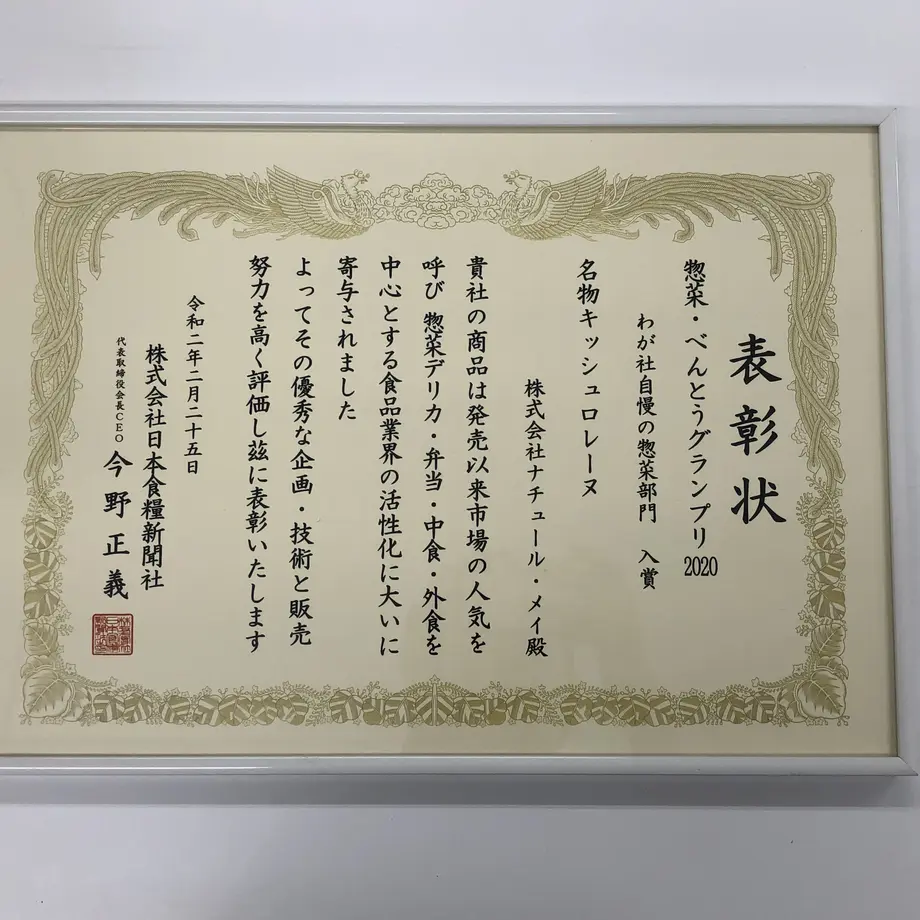 表彰状
惣菜・べんとうグランプリ2020
わが社自慢の惣菜部門 入賞
名物キッシュロレーヌ
株式会社ナチュール・メイ殿
貴社の商品は発売以来市場の人気を
呼び 惣菜デリカ・弁当・中食・外食を
中心とする食品業界の活性化に大いに
寄与されました
よってその優秀な企画・技術と販売
努力を高く評価し茲に表彰いたします
令和二年二月二十五日
株式会社日本食糧新聞社
代表取締役会長CEO 今野正義